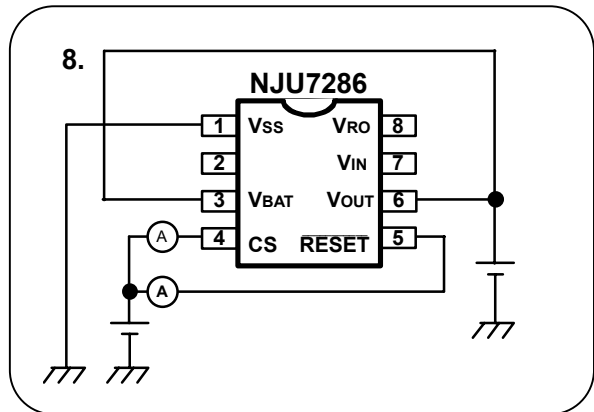 8.
NJU7286
1 VSS VRO 8
2 VIN 7
3 VBAT VOUT 6
A 4 CS RESET 5
A